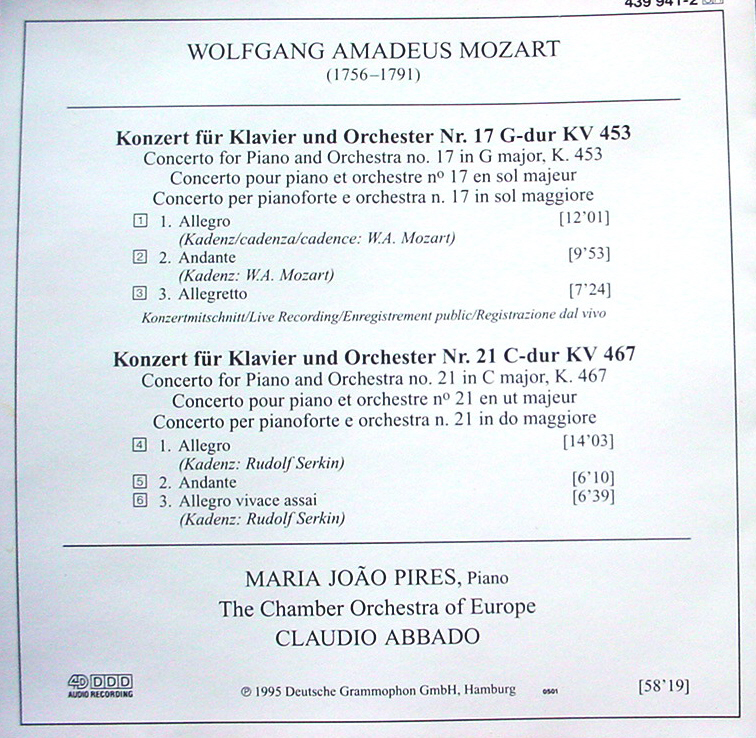 439 941-2
WOLFGANG AMADEUS MOZART
(1756–1791)
Konzert für Klavier und Orchester Nr. 17 G-dur KV 453
Concerto for Piano and Orchestra no. 17 in G major, K. 453
Concerto pour piano et orchestre nº 17 en sol majeur
Concerto per pianoforte e orchestra n. 17 in sol maggiore
1 1. Allegro [12’01]
(Kadenz/cadenza/cadence: W.A. Mozart)
2 2. Andante [9’53]
(Kadenz: W.A. Mozart)
3 3. Allegretto [7’24]
Konzertmitschnitt/Live Recording/Enregistrement public/Registrazione dal vivo
Konzert für Klavier und Orchester Nr. 21 C-dur KV 467
Concerto for Piano and Orchestra no. 21 in C major, K. 467
Concerto pour piano et orchestre nº 21 en ut majeur
Concerto per pianoforte e orchestra n. 21 in do maggiore
4 1. Allegro [14’03]
(Kadenz: Rudolf Serkin)
5 2. Andante [6’10]
6 3. Allegro vivace assai [6’39]
(Kadenz: Rudolf Serkin)
MARIA JOÃO PIRES, Piano
The Chamber Orchestra of Europe
CLAUDIO ABBADO
4D DDD
AUDIO RECORDING
℗ 1995 Deutsche Grammophon GmbH, Hamburg 0501 [58’19]